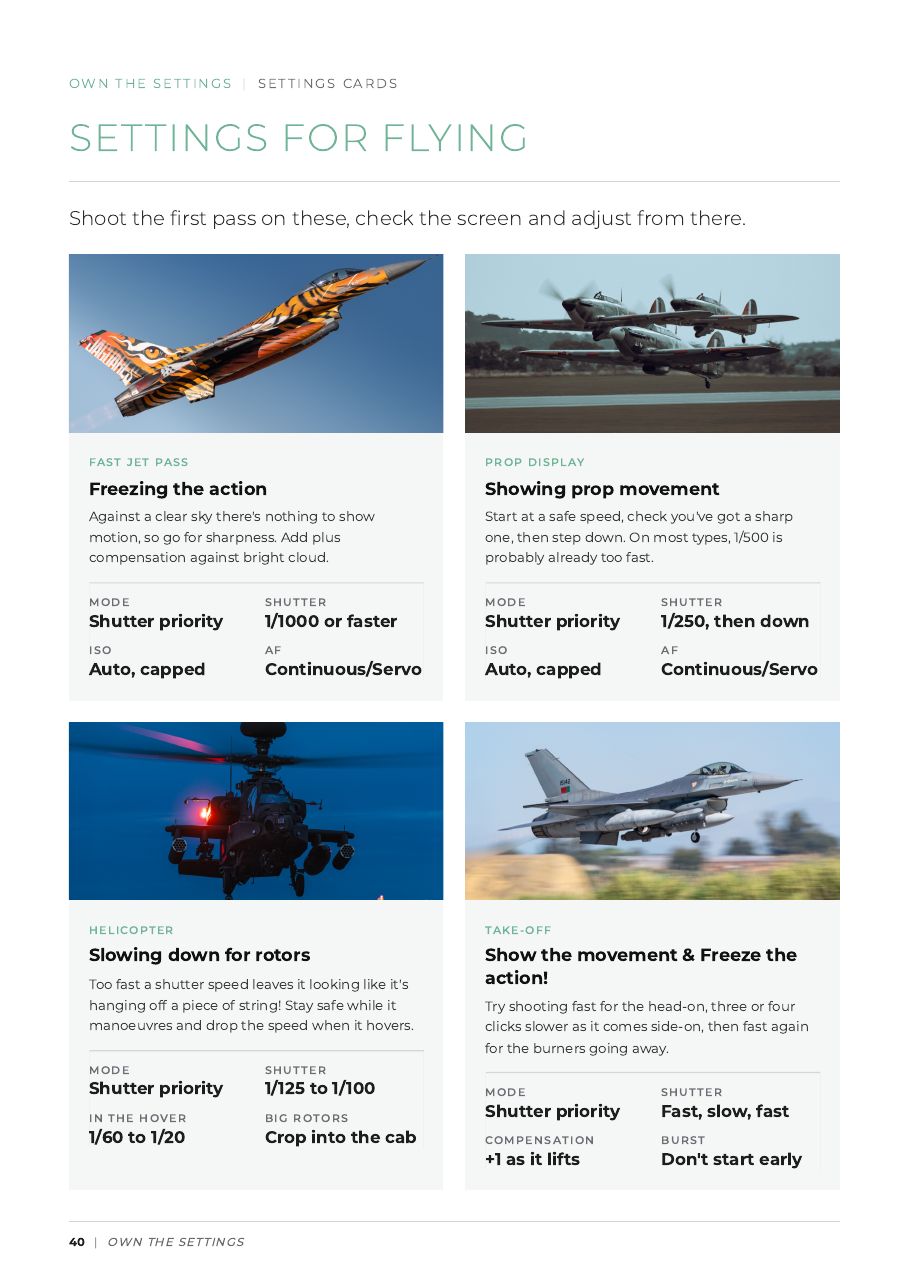 OWN THE SETTINGS | SETTINGS CARDS
SETTINGS FOR FLYING
Shoot the first pass on these, check the screen and adjust from there.
FAST JET PASS
Freezing the action
Against a clear sky there's nothing to show
motion, so go for sharpness. Add plus
compensation against bright cloud.
MODE
Shutter priority
SHUTTER
1/1000 or faster
ISO
Auto, capped
AF
Continuous/Servo
PROP DISPLAY
Showing prop movement
Start at a safe speed, check you've got a sharp
one, then step down. On most types, 1/500 is
probably already too fast.
MODE
Shutter priority
SHUTTER
1/250, then down
ISO
Auto, capped
AF
Continuous/Servo
HELICOPTER
Slowing down for rotors
Too fast a shutter speed leaves it looking like it's
hanging off a piece of string! Stay safe while it
manoeuvres and drop the speed when it hovers.
MODE
Shutter priority
SHUTTER
1/125 to 1/100
IN THE HOVER
1/60 to 1/20
BIG ROTORS
Crop into the cab
TAKE-OFF
Show the movement & Freeze the
action!
Try shooting fast for the head-on, three or four
clicks slower as it comes side-on, then fast again
for the burners going away.
MODE
Shutter priority
SHUTTER
Fast, slow, fast
COMPENSATION
+1 as it lifts
BURST
Don't start early
40 | OWN THE SETTINGS